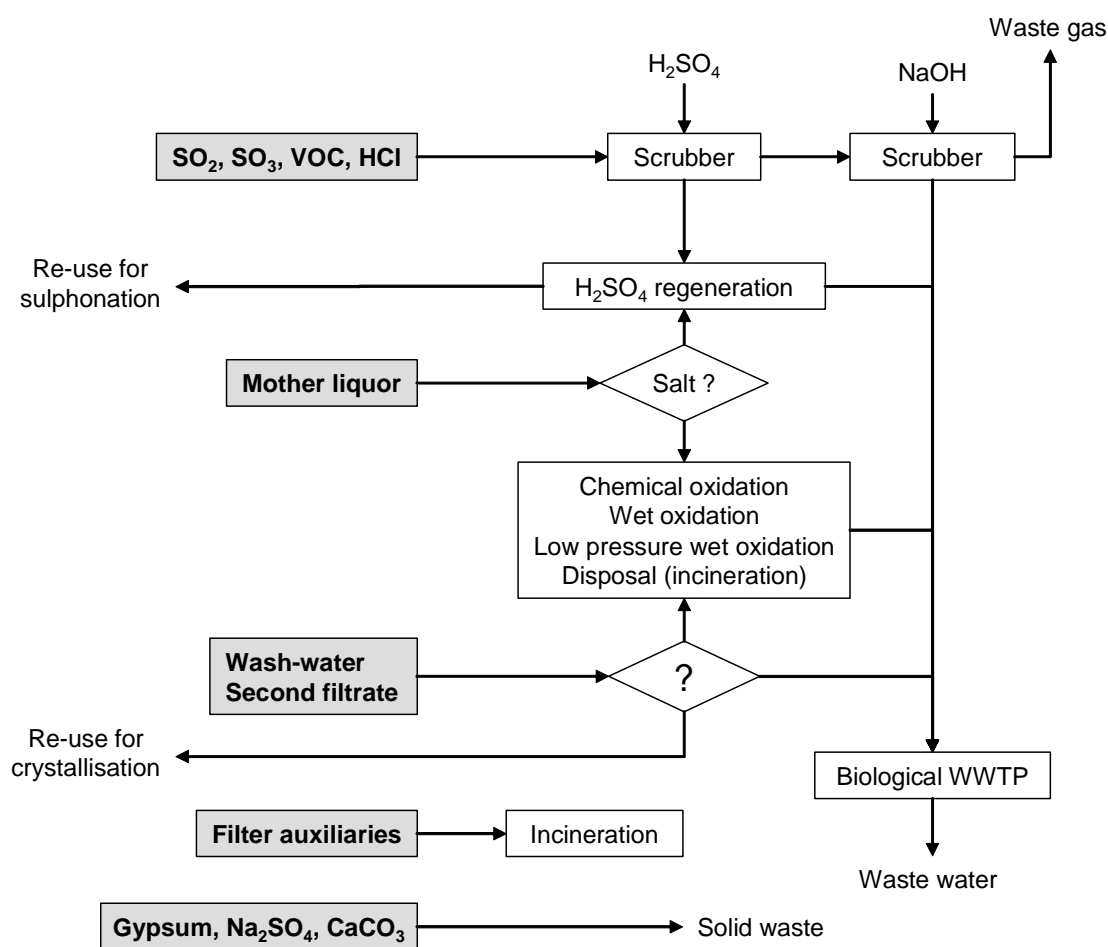 Waste gas
H₂SO₄
NaOH
SO₂, SO₃, VOC, HCl
Scrubber
Scrubber
Re-use for
sulphonation
H₂SO₄ regeneration
Mother liquor
Salt ?
Chemical oxidation
Wet oxidation
Low pressure wet oxidation
Disposal (incineration)
Wash-water
Second filtrate
?
Re-use for
crystallisation
Biological WWTP
Filter auxiliaries
Incineration
Waste water
Gypsum, Na₂SO₄, CaCO₃
Solid waste